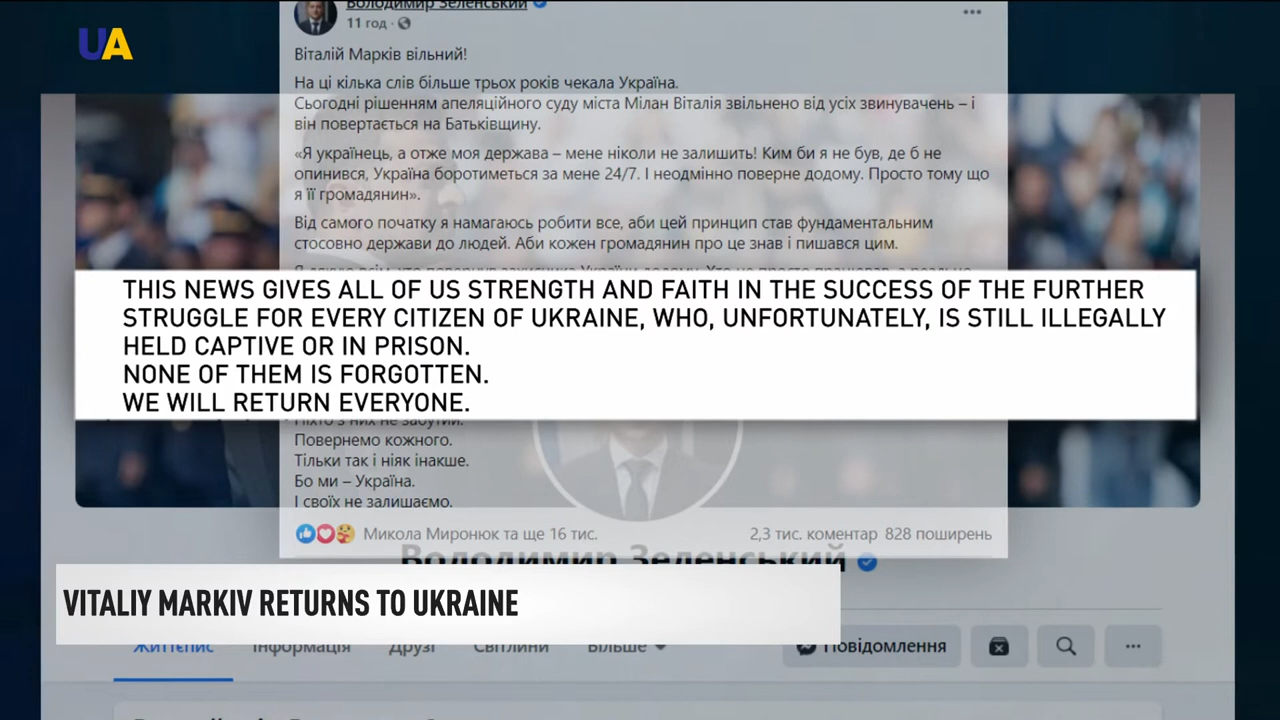 UA
Володимир Зеленський
11 год
Віталій Марків вільний!
На ці кілька слів більше трьох років чекала Україна.
Сьогодні рішенням апеляційного суду міста Мілан Віталія звільнено від усіх звинувачень – і
він повертається на Батьківщину.
«Я українець, а отже моя держава – мене ніколи не залишить! Ким би я не був, де б не
опинився, Україна боротиметься за мене 24/7. І неодмінно поверне додому. Просто тому що
я її громадянин».
Від самого початку я намагаюсь робити все, аби цей принцип став фундаментальним
стосовно держави до людей. Аби кожен громадянин про це знав і пишався цим.
THIS NEWS GIVES ALL OF US STRENGTH AND FAITH IN THE SUCCESS OF THE FURTHER
STRUGGLE FOR EVERY CITIZEN OF UKRAINE, WHO, UNFORTUNATELY, IS STILL ILLEGALLY
HELD CAPTIVE OR IN PRISON.
NONE OF THEM IS FORGOTTEN.
WE WILL RETURN EVERYONE.
Ніхто з них не забутий.
Повернемо кожного.
Тільки так і ніяк інакше.
Бо ми – Україна.
І своїх не залишаємо.
Микола Миронюк та ще 16 тис. 2,3 тис. коментар 828 поширень
Володимир Зеленський
VITALIY MARKIV RETURNS TO UKRAINE
Життєпис Інформація Друзі Світлини Більше Повідомлення